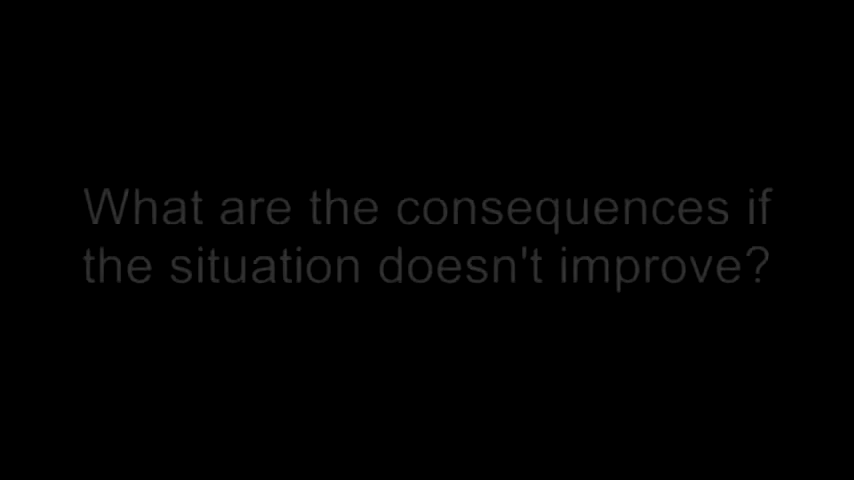 What are the consequences if
the situation doesn't improve?